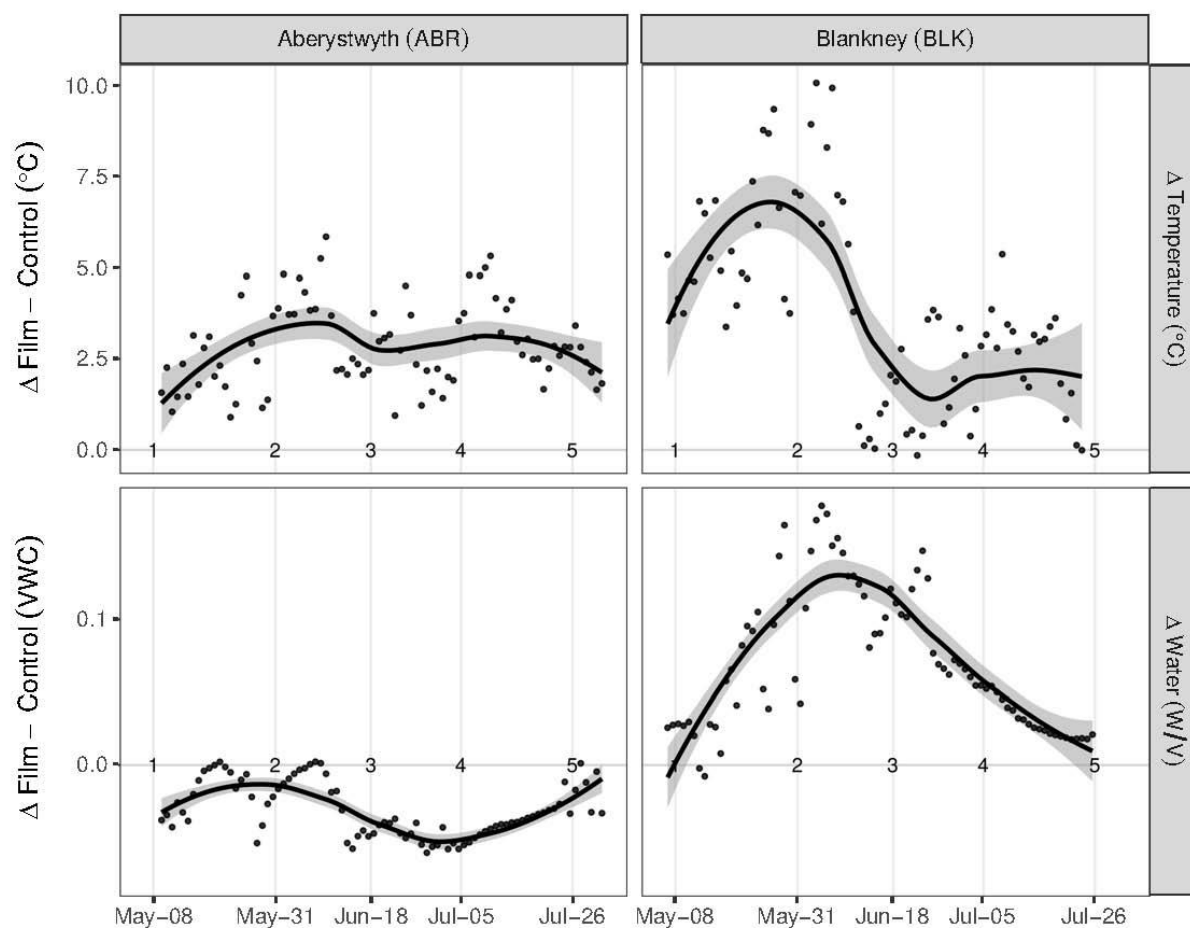 Aberystwyth (ABR) Blankney (BLK)
Δ Film – Control (°C)
10.0
7.5
5.0
2.5
0.0
1 2 3 4 5 1 2 3 4 5
Δ Temperature (°C)
Δ Film – Control (VWC)
0.1
0.0
1 2 3 4 5 1 2 3 4 5
Δ Water (W/V)
May–08 May–31 Jun–18 Jul–05 Jul–26 May–08 May–31 Jun–18 Jul–05 Jul–26